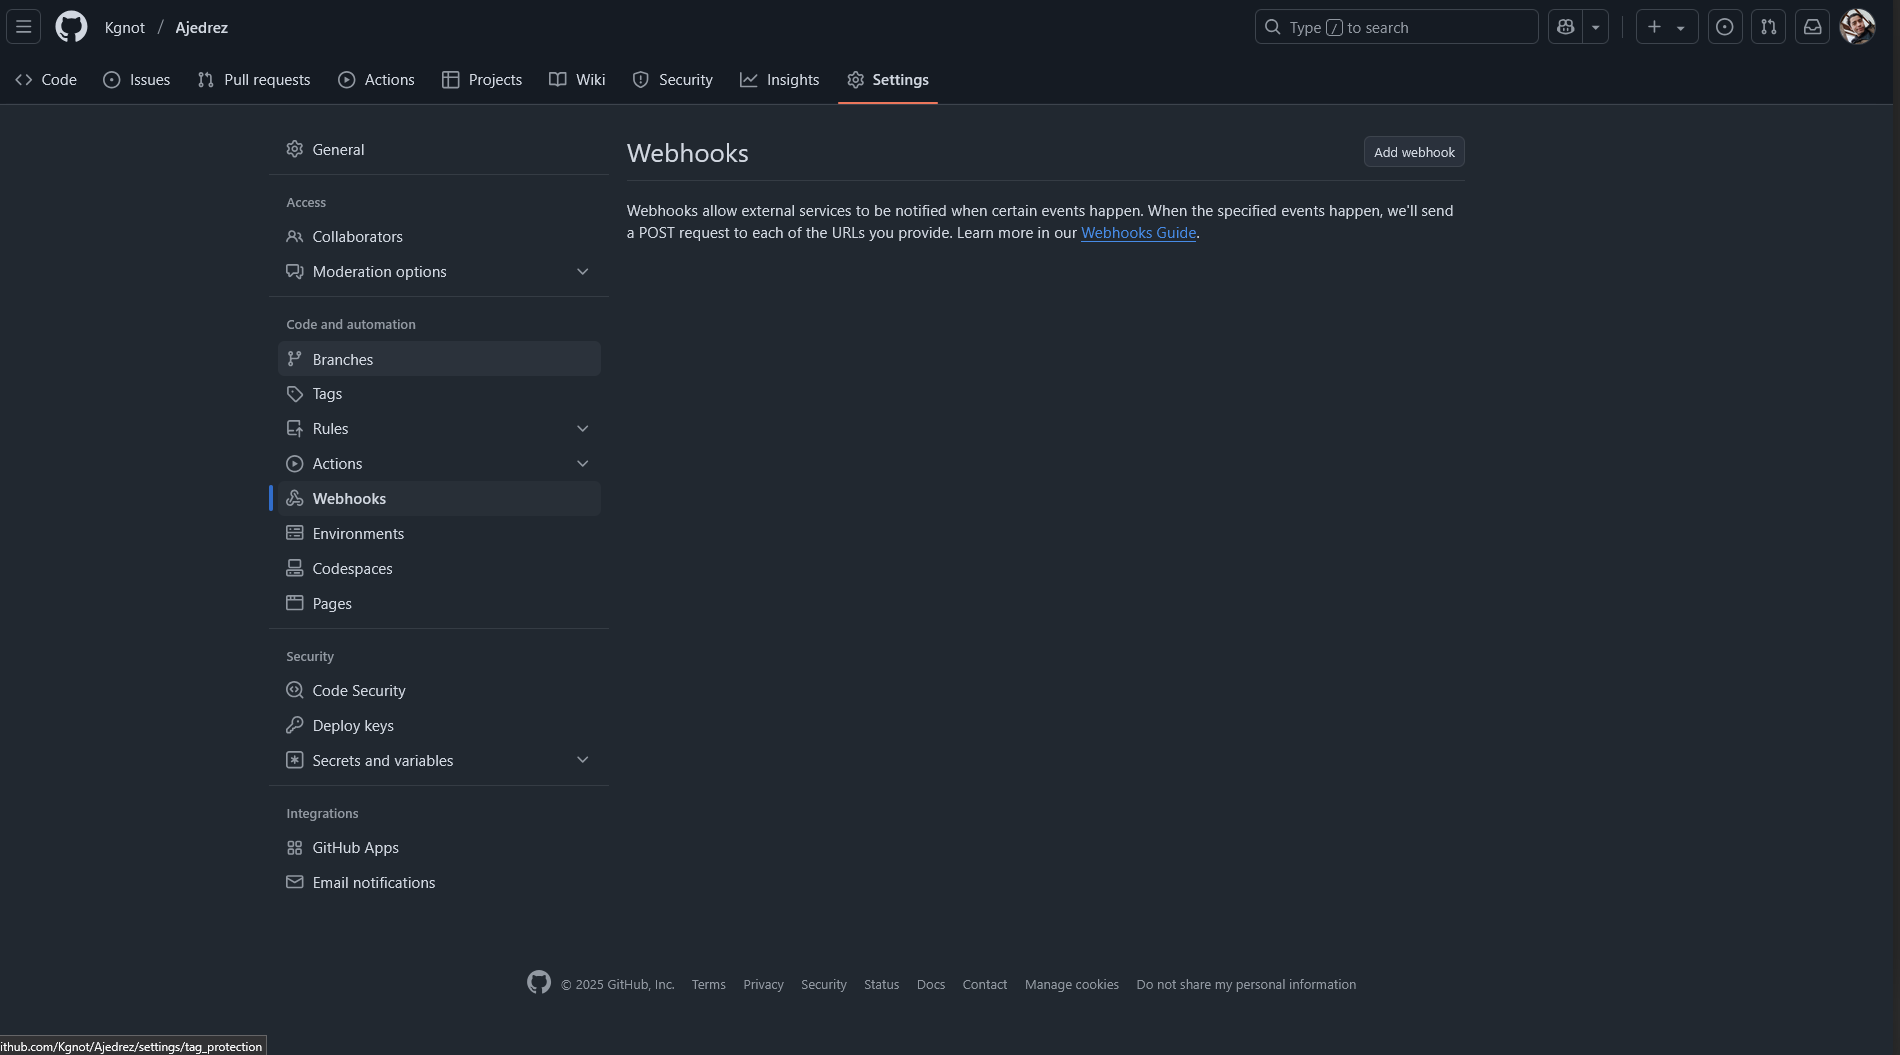 Kgnot / Ajedrez
Type / to search
Code Issues Pull requests Actions Projects Wiki Security Insights Settings
General
Access
Collaborators
Moderation options
Code and automation
Branches
Tags
Rules
Actions
Webhooks
Environments
Codespaces
Pages
Security
Code Security
Deploy keys
Secrets and variables
Integrations
GitHub Apps
Email notifications
Webhooks
Add webhook
Webhooks allow external services to be notified when certain events happen. When the specified events happen, we'll send
a POST request to each of the URLs you provide. Learn more in our Webhooks Guide.
© 2025 GitHub, Inc. Terms Privacy Security Status Docs Contact Manage cookies Do not share my personal information
ithub.com/Kgnot/Ajedrez/settings/tag_protection